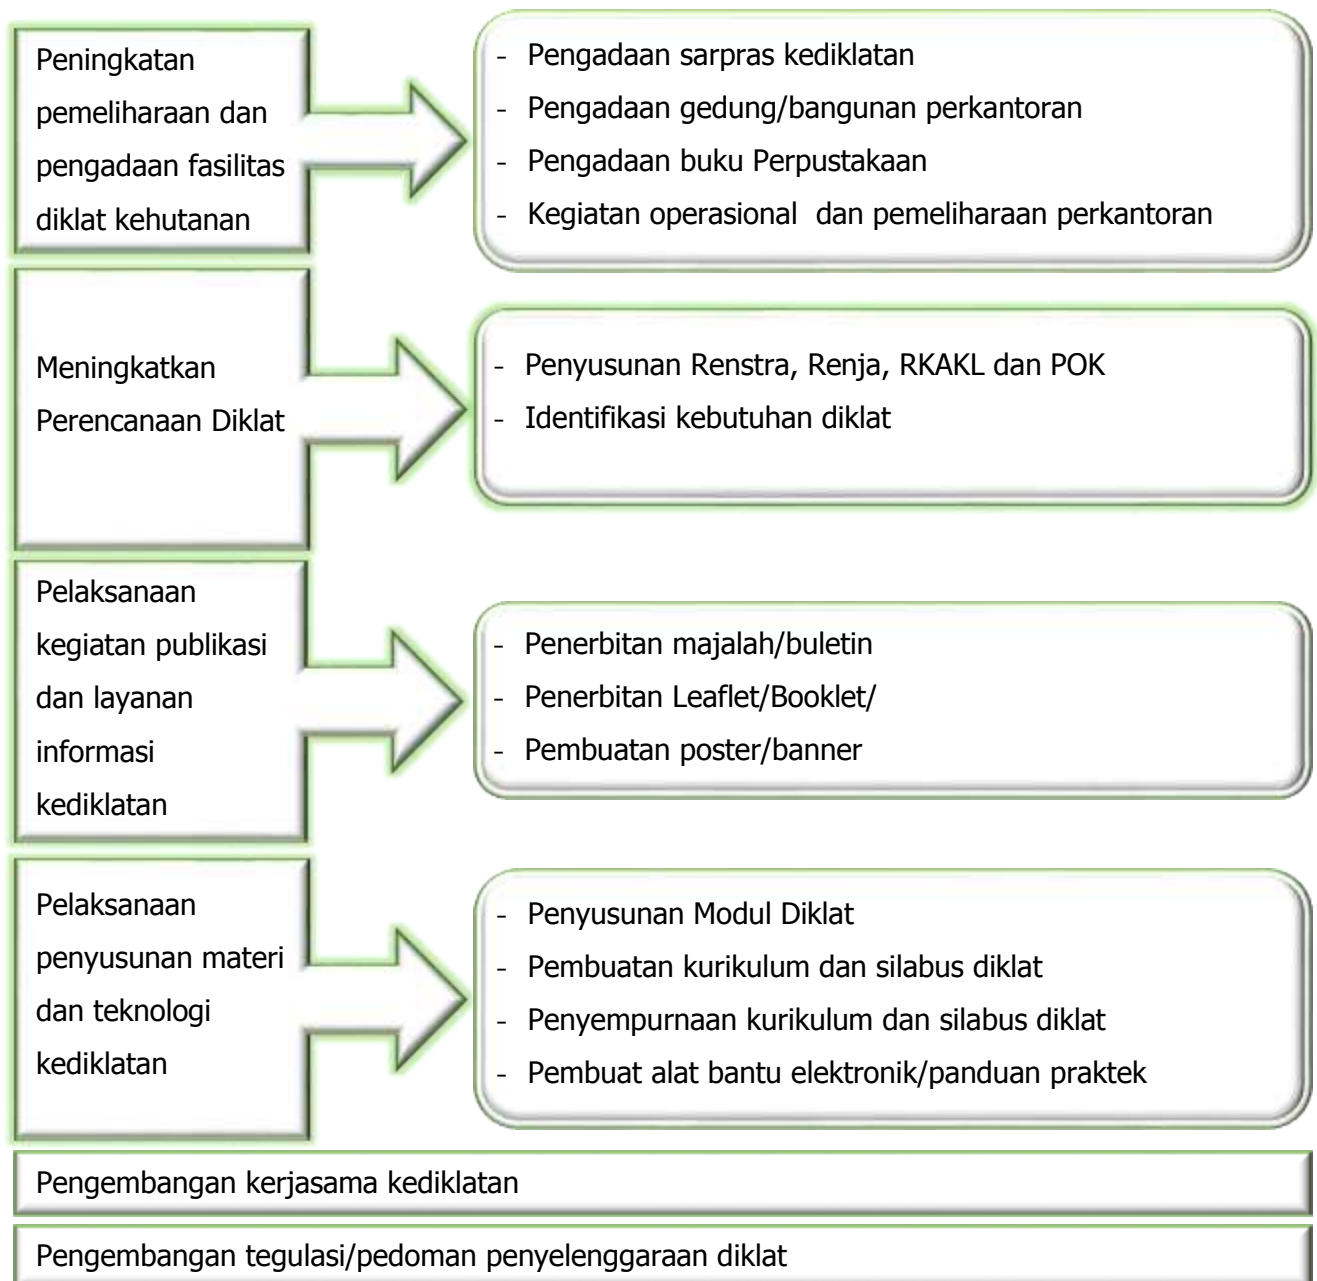 Peningkatan
pemeliharaan dan
pengadaan fasilitas
diklat kehutanan
- Pengadaan sarpras kediklatan
- Pengadaan gedung/bangunan perkantoran
- Pengadaan buku Perpustakaan
- Kegiatan operasional  dan pemeliharaan perkantoran
Meningkatkan
Perencanaan Diklat
- Penyusunan Renstra, Renja, RKAKL dan POK
- Identifikasi kebutuhan diklat
Pelaksanaan
kegiatan publikasi
dan layanan
informasi
kediklatan
- Penerbitan majalah/buletin
- Penerbitan Leaflet/Booklet/
- Pembuatan poster/banner
Pelaksanaan
penyusunan materi
dan teknologi
kediklatan
- Penyusunan Modul Diklat
- Pembuatan kurikulum dan silabus diklat
- Penyempurnaan kurikulum dan silabus diklat
- Pembuat alat bantu elektronik/panduan praktek
Pengembangan kerjasama kediklatan
Pengembangan tegulasi/pedoman penyelenggaraan diklat